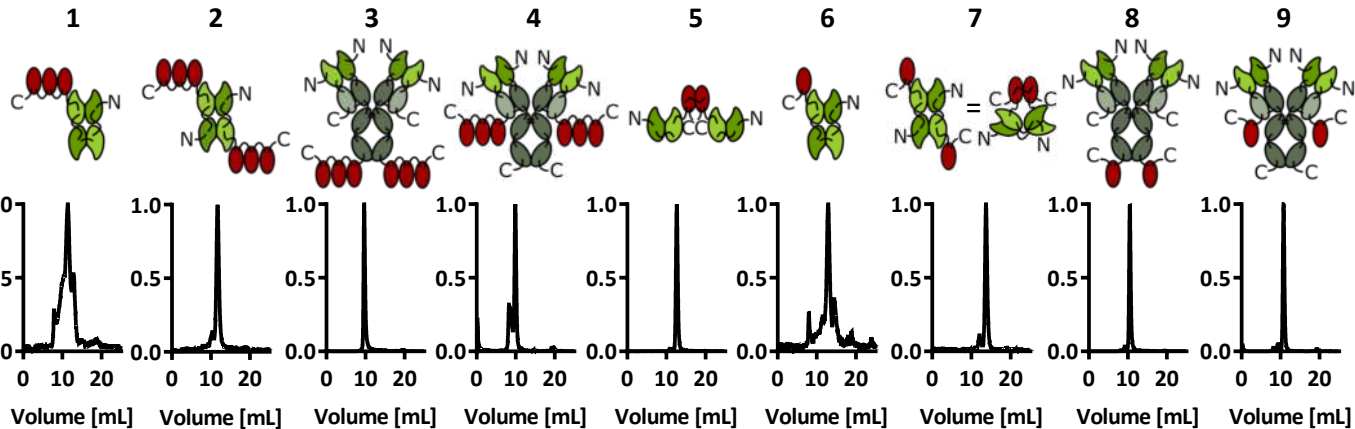 1 2 3 4 5 6 7 8 9
N N N N N N N N N N
C N C N N N N N C C N N N N N
C N C C C C C N C C N C N C C
C C C C C C C N C C C C C
0 1.0 1.0 1.0 1.0 1.0 1.0 1.0 1.0
=
5 0.5 0.5 0.5 0.5 0.5 0.5 0.5 0.5
0 0.0 0.0 0.0 0.0 0.0 0.0 0.0 0.0
0 10 20 0 10 20 0 10 20 0 10 20 0 10 20 0 10 20 0 10 20 0 10 20 0 10 20
Volume [mL] Volume [mL] Volume [mL] Volume [mL] Volume [mL] Volume [mL] Volume [mL] Volume [mL] Volume [mL]